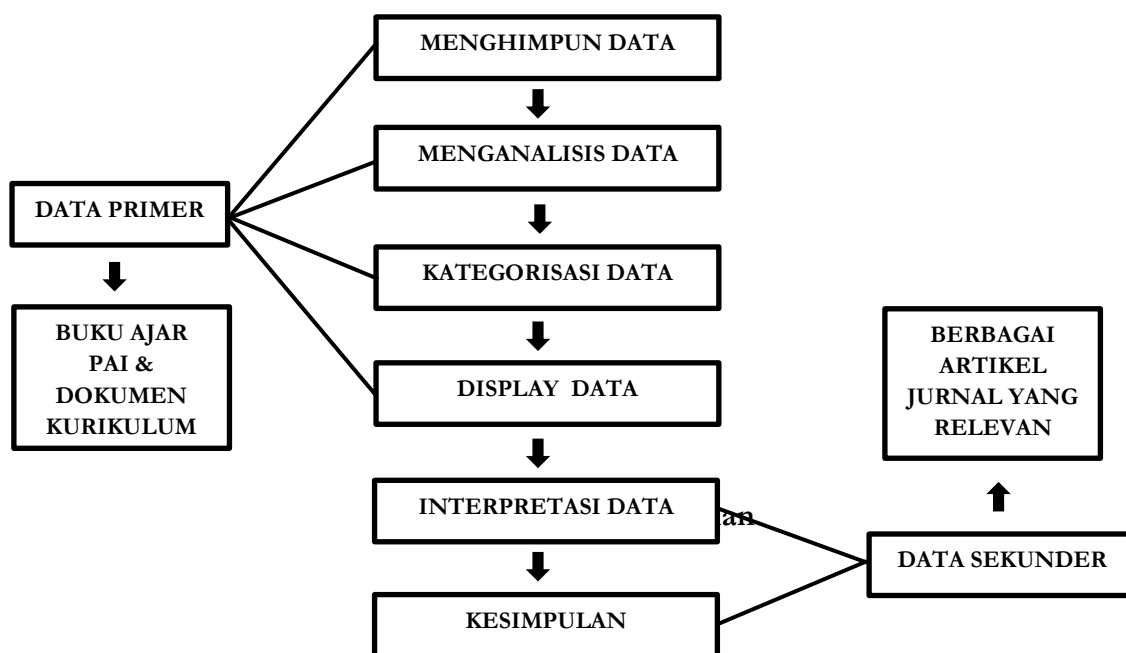 MENGHIMPUN DATA
MENGANALISIS DATA
DATA PRIMER
KATEGORISASI DATA
BUKU AJAR
PAI &
DOKUMEN
KURIKULUM
BERBAGAI
ARTIKEL
JURNAL YANG
RELEVAN
DISPLAY DATA
INTERPRETASI DATA
DATA SEKUNDER
KESIMPULAN